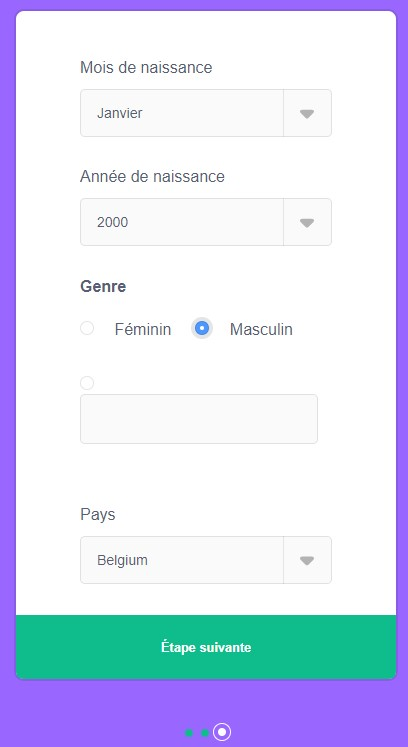 Mois de naissance
Janvier
Année de naissance
2000
Genre
Féminin Masculin
Pays
Belgium
Étape suivante